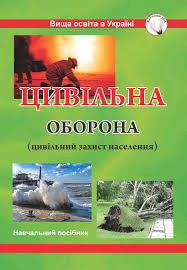 Вища освіта в Україні
ЦИВІЛЬНА
ОБОРОНА
(цивільний захист населення)
Навчальний посібник